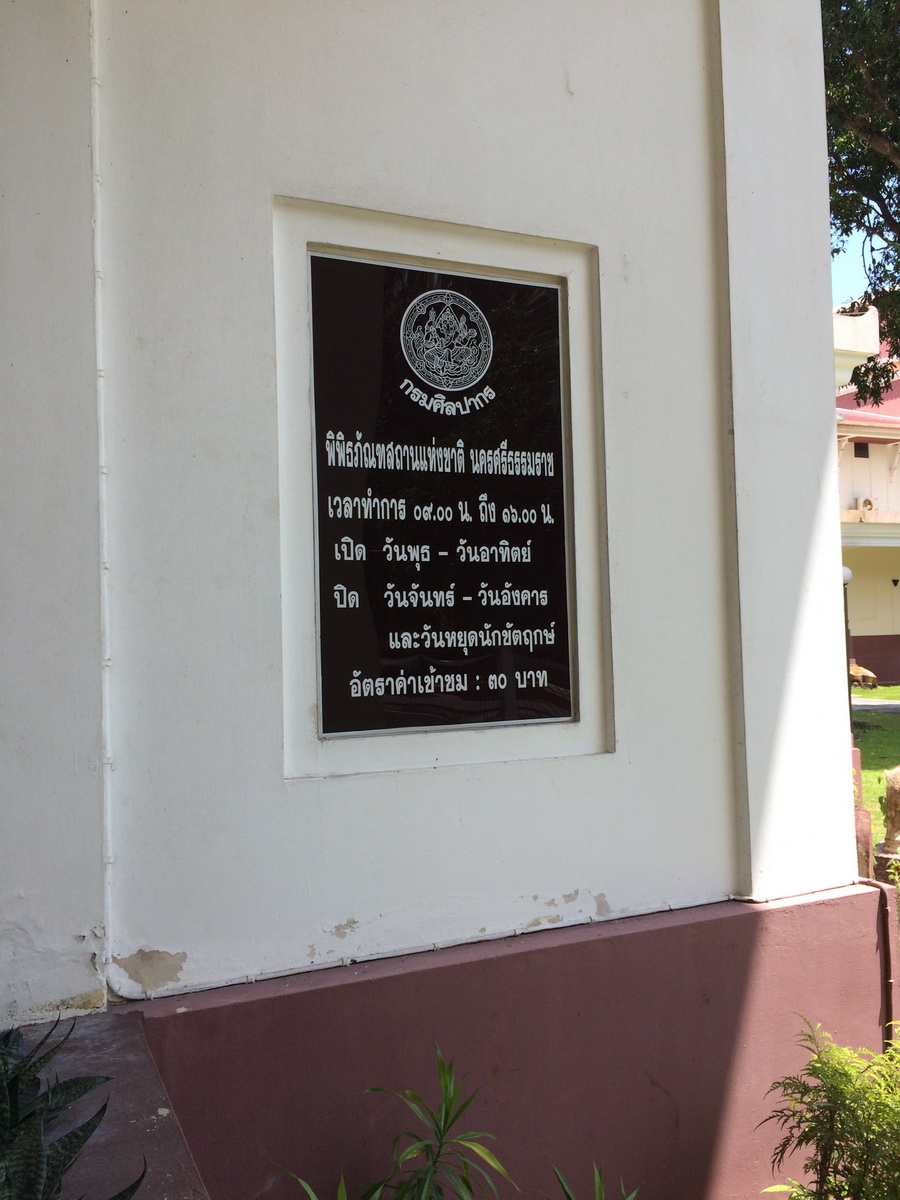 กรมศิลปากร
พิพิธภัณฑสถานแห่งชาติ นครศรีธรรมราช
เวลาทำการ ๐๙.๐๐ น. ถึง ๑๖.๐๐ น.
เปิด วันพุธ - วันอาทิตย์
ปิด วันจันทร์ - วันอังคาร
และวันหยุดนักขัตฤกษ์
อัตราค่าเข้าชม : ๓๐ บาท